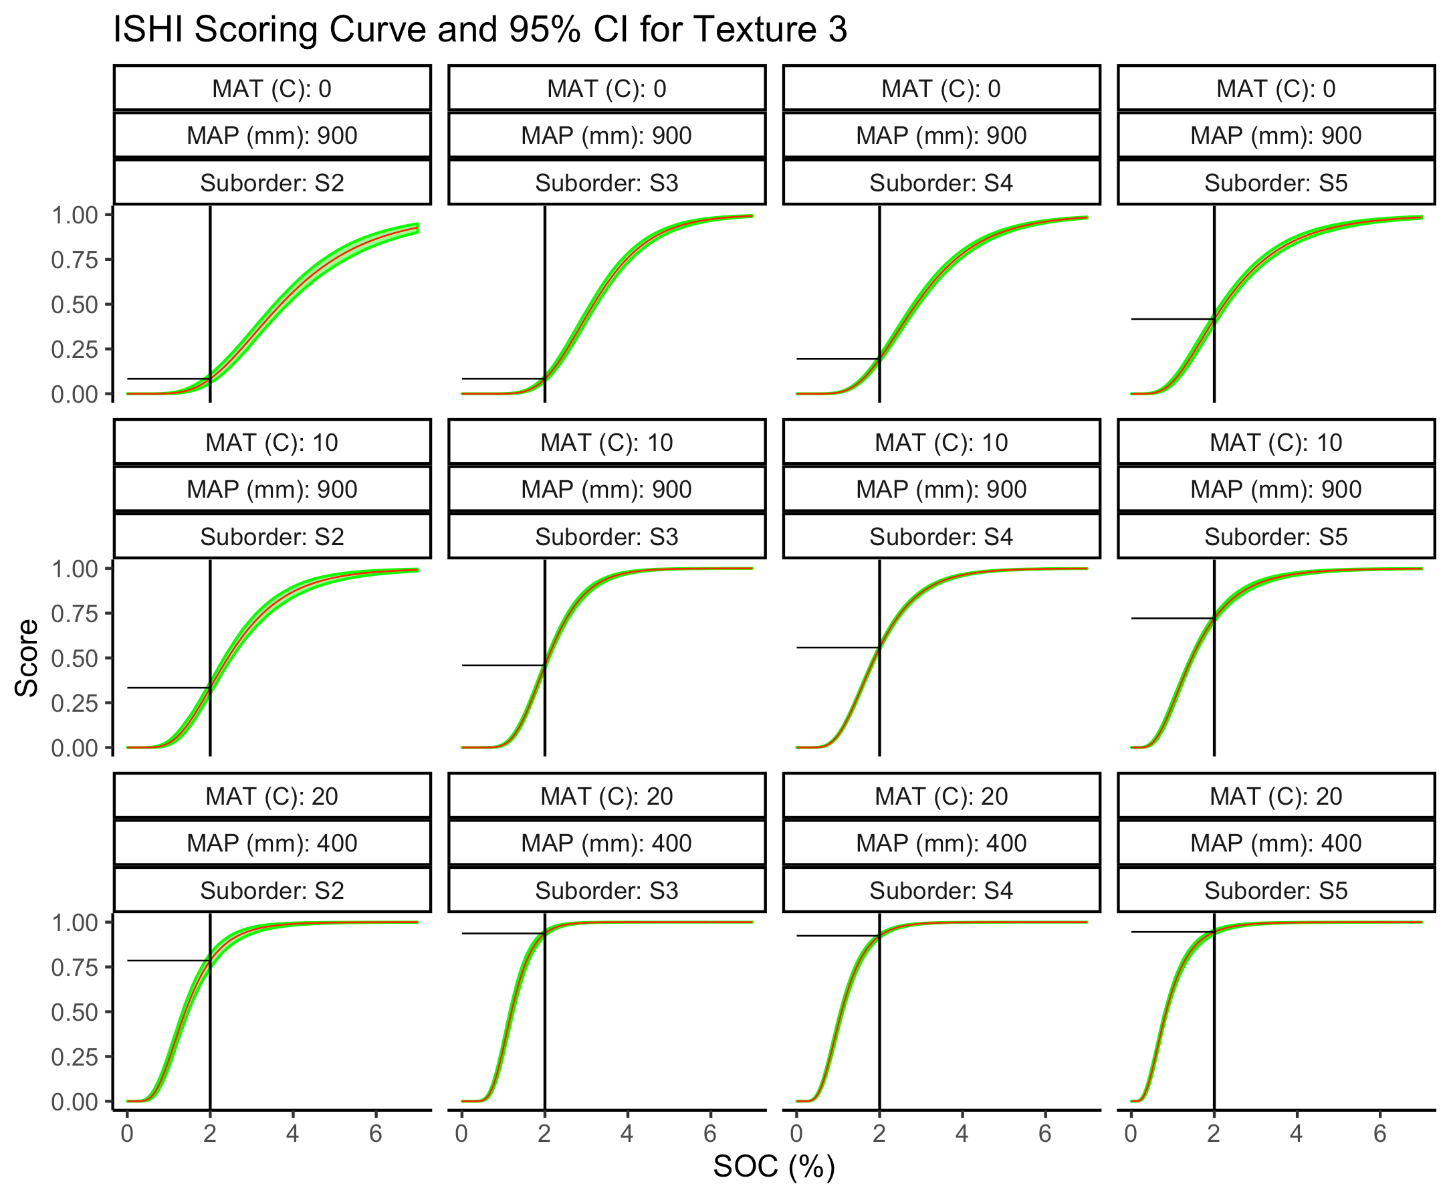 ISHI Scoring Curve and 95% CI for Texture 3
MAT (C): 0 MAT (C): 0 MAT (C): 0 MAT (C): 0
MAP (mm): 900 MAP (mm): 900 MAP (mm): 900 MAP (mm): 900
Suborder: S2 Suborder: S3 Suborder: S4 Suborder: S5
1.00
0.75
0.50
0.25
0.00
MAT (C): 10 MAT (C): 10 MAT (C): 10 MAT (C): 10
MAP (mm): 900 MAP (mm): 900 MAP (mm): 900 MAP (mm): 900
Suborder: S2 Suborder: S3 Suborder: S4 Suborder: S5
1.00
0.75
0.50
0.25
0.00
Score
MAT (C): 20 MAT (C): 20 MAT (C): 20 MAT (C): 20
MAP (mm): 400 MAP (mm): 400 MAP (mm): 400 MAP (mm): 400
Suborder: S2 Suborder: S3 Suborder: S4 Suborder: S5
1.00
0.75
0.50
0.25
0.00
0 2 4 6 0 2 4 6 0 2 4 6 0 2 4 6
SOC (%)